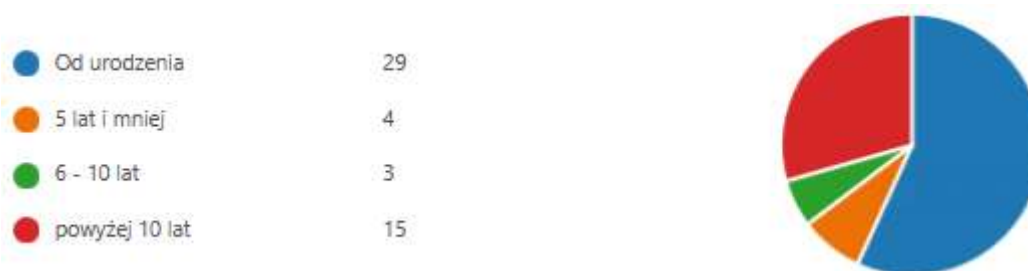 Od urodzenia 29
5 lat i mniej 4
6 - 10 lat 3
powyżej 10 lat 15